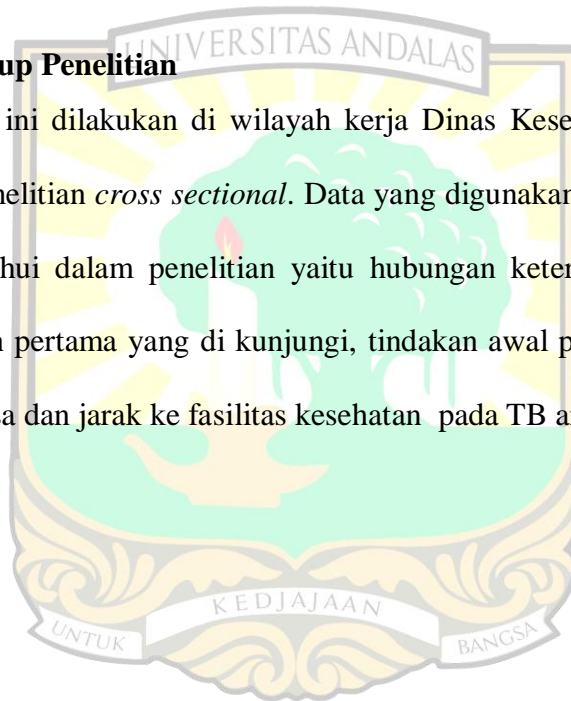 UNIVERSITAS ANDALAS
up Penelitian
ini dilakukan di wilayah kerja Dinas Kese
nelitian cross sectional. Data yang digunakan
hui dalam penelitian yaitu hubungan keter
pertama yang di kunjungi, tindakan awal p
sa dan jarak ke fasilitas kesehatan pada TB a
KEDJAJAAN
UNTUK
BANGSA